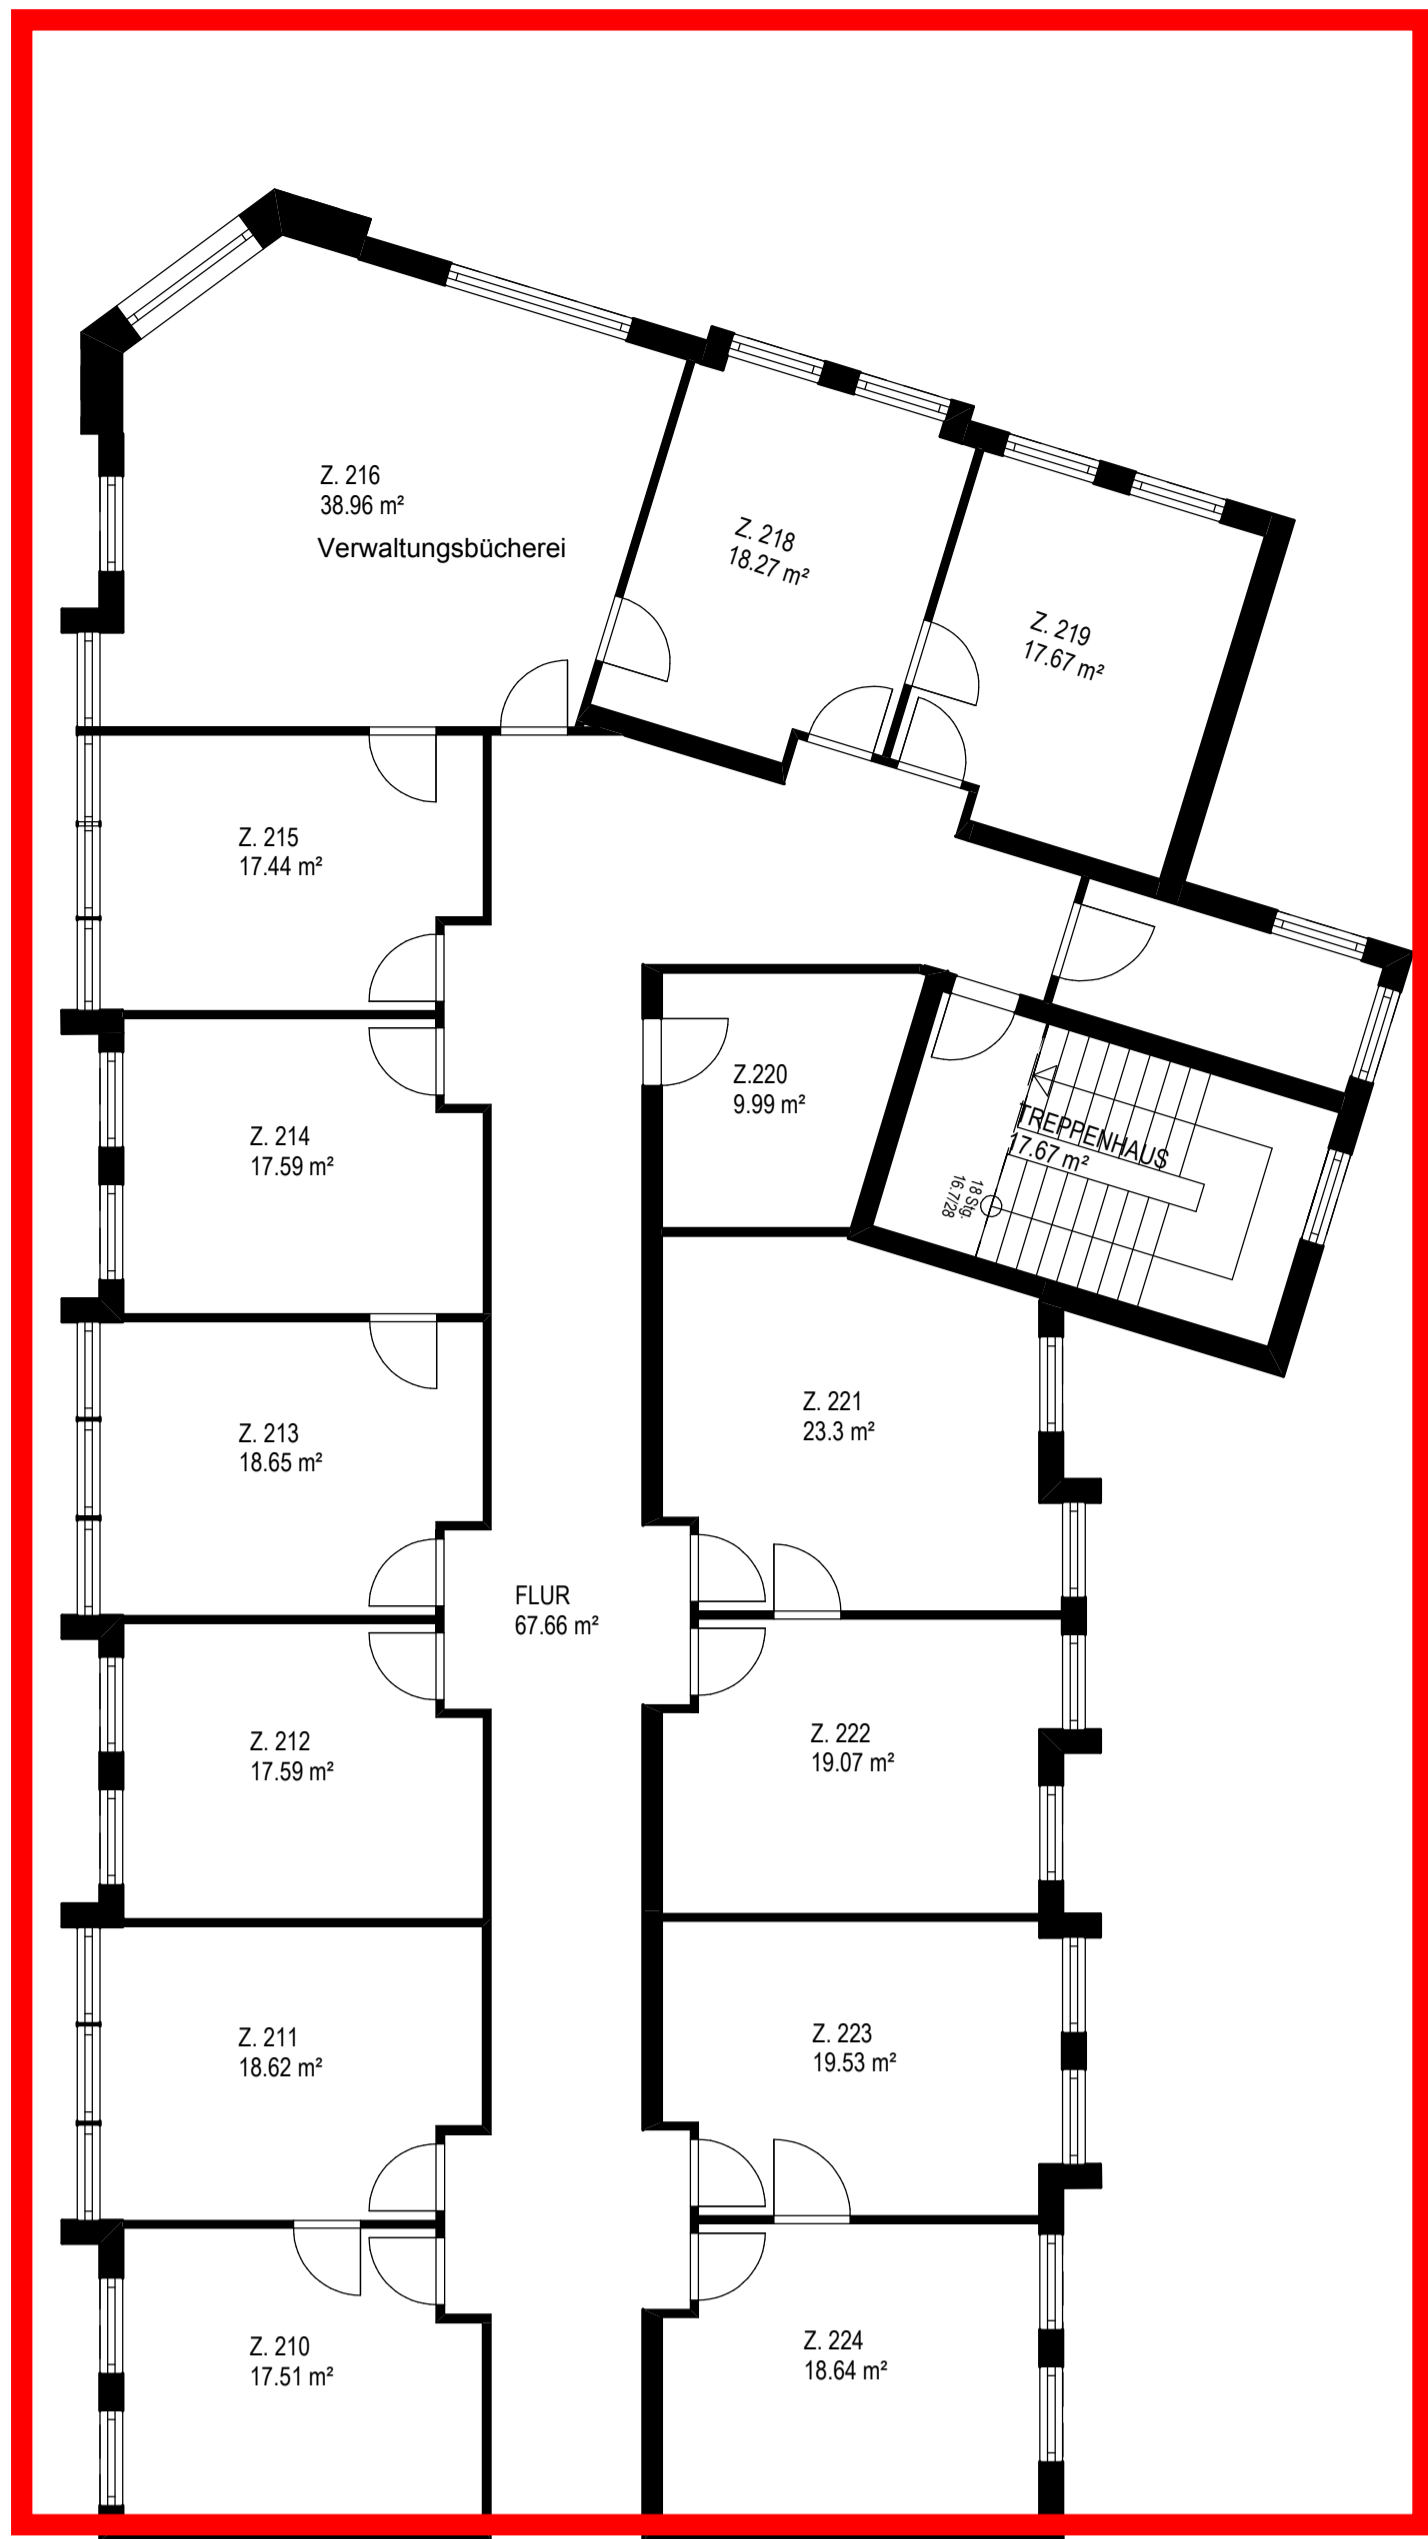 Z. 216
38.96 m²
Verwaltungsbücherei
Z. 218
18.27 m²
Z. 219
17.67 m²
Z. 215
17.44 m²
Z.220
9.99 m²
TREPPENHAUS
17.67 m²
18 Stg.
16.7/28
Z. 214
17.59 m²
Z. 221
23.3 m²
Z. 213
18.65 m²
FLUR
67.66 m²
Z. 222
19.07 m²
Z. 212
17.59 m²
Z. 223
19.53 m²
Z. 211
18.62 m²
Z. 224
18.64 m²
Z. 210
17.51 m²